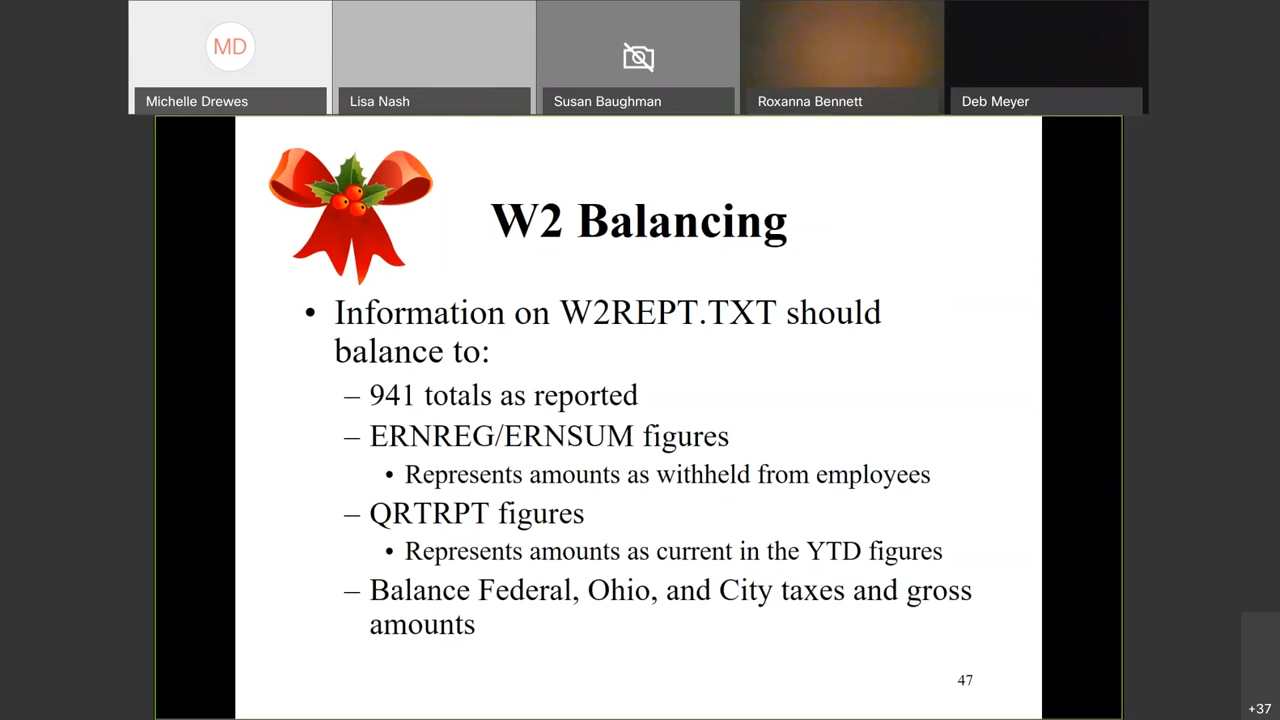 MD
Michelle Drewes
Lisa Nash
Susan Baughman
Roxanna Bennett
Deb Meyer
W2 Balancing
• Information on W2REPT.TXT should
balance to:
– 941 totals as reported
– ERNREG/ERNSUM figures
• Represents amounts as withheld from employees
– QRTRPT figures
• Represents amounts as current in the YTD figures
– Balance Federal, Ohio, and City taxes and gross
amounts
47
+37